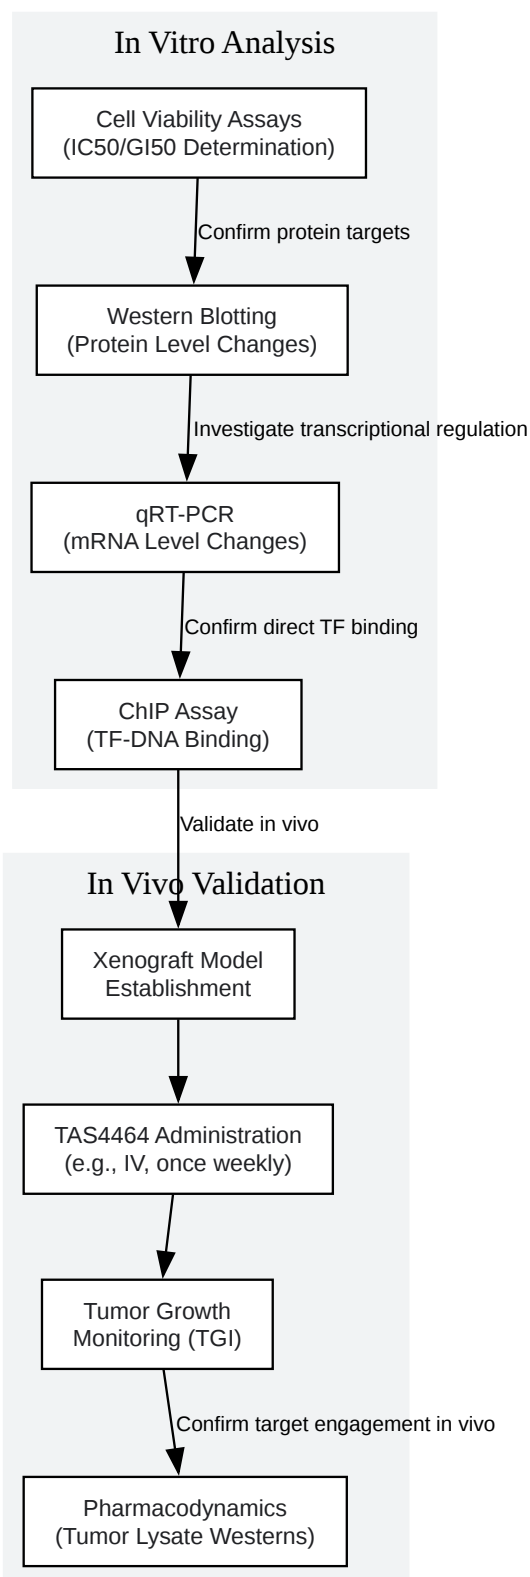 In Vitro Analysis
Cell Viability Assays
(IC50/GI50 Determination)
Confirm protein targets
Western Blotting
(Protein Level Changes)
Investigate transcriptional regulation
qRT-PCR
(mRNA Level Changes)
Confirm direct TF binding
ChIP Assay
(TF-DNA Binding)
Validate in vivo
In Vivo Validation
Xenograft Model
Establishment
TAS4464 Administration
(e.g., IV, once weekly)
Tumor Growth
Monitoring (TGI)
Confirm target engagement in vivo
Pharmacodynamics
(Tumor Lysate Westerns)